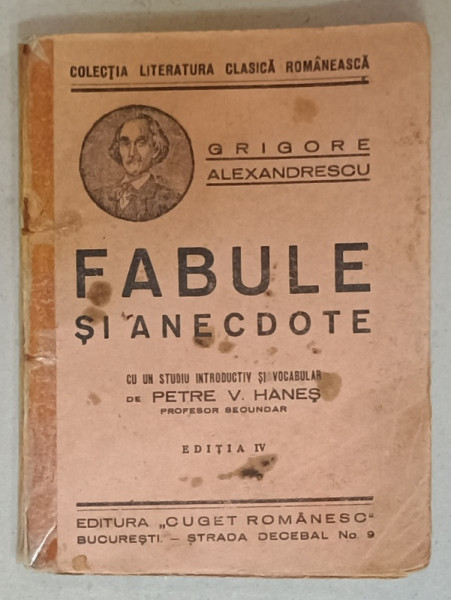 COLECȚIA LITERATURA CLASICĂ ROMÂNEASCĂ
GRIGORE
ALEXANDRESCU
FABULE
ȘI ANECDOTE
CU UN STUDIU INTRODUCTIV ȘI VOCABULAR
DE PETRE V. HANEȘ
PROFESOR SECUNDAR
EDIȚIA IV
EDITURA „CUGET ROMÂNESC"
BUCUREȘTI. — STRADA DECEBAL No. 9